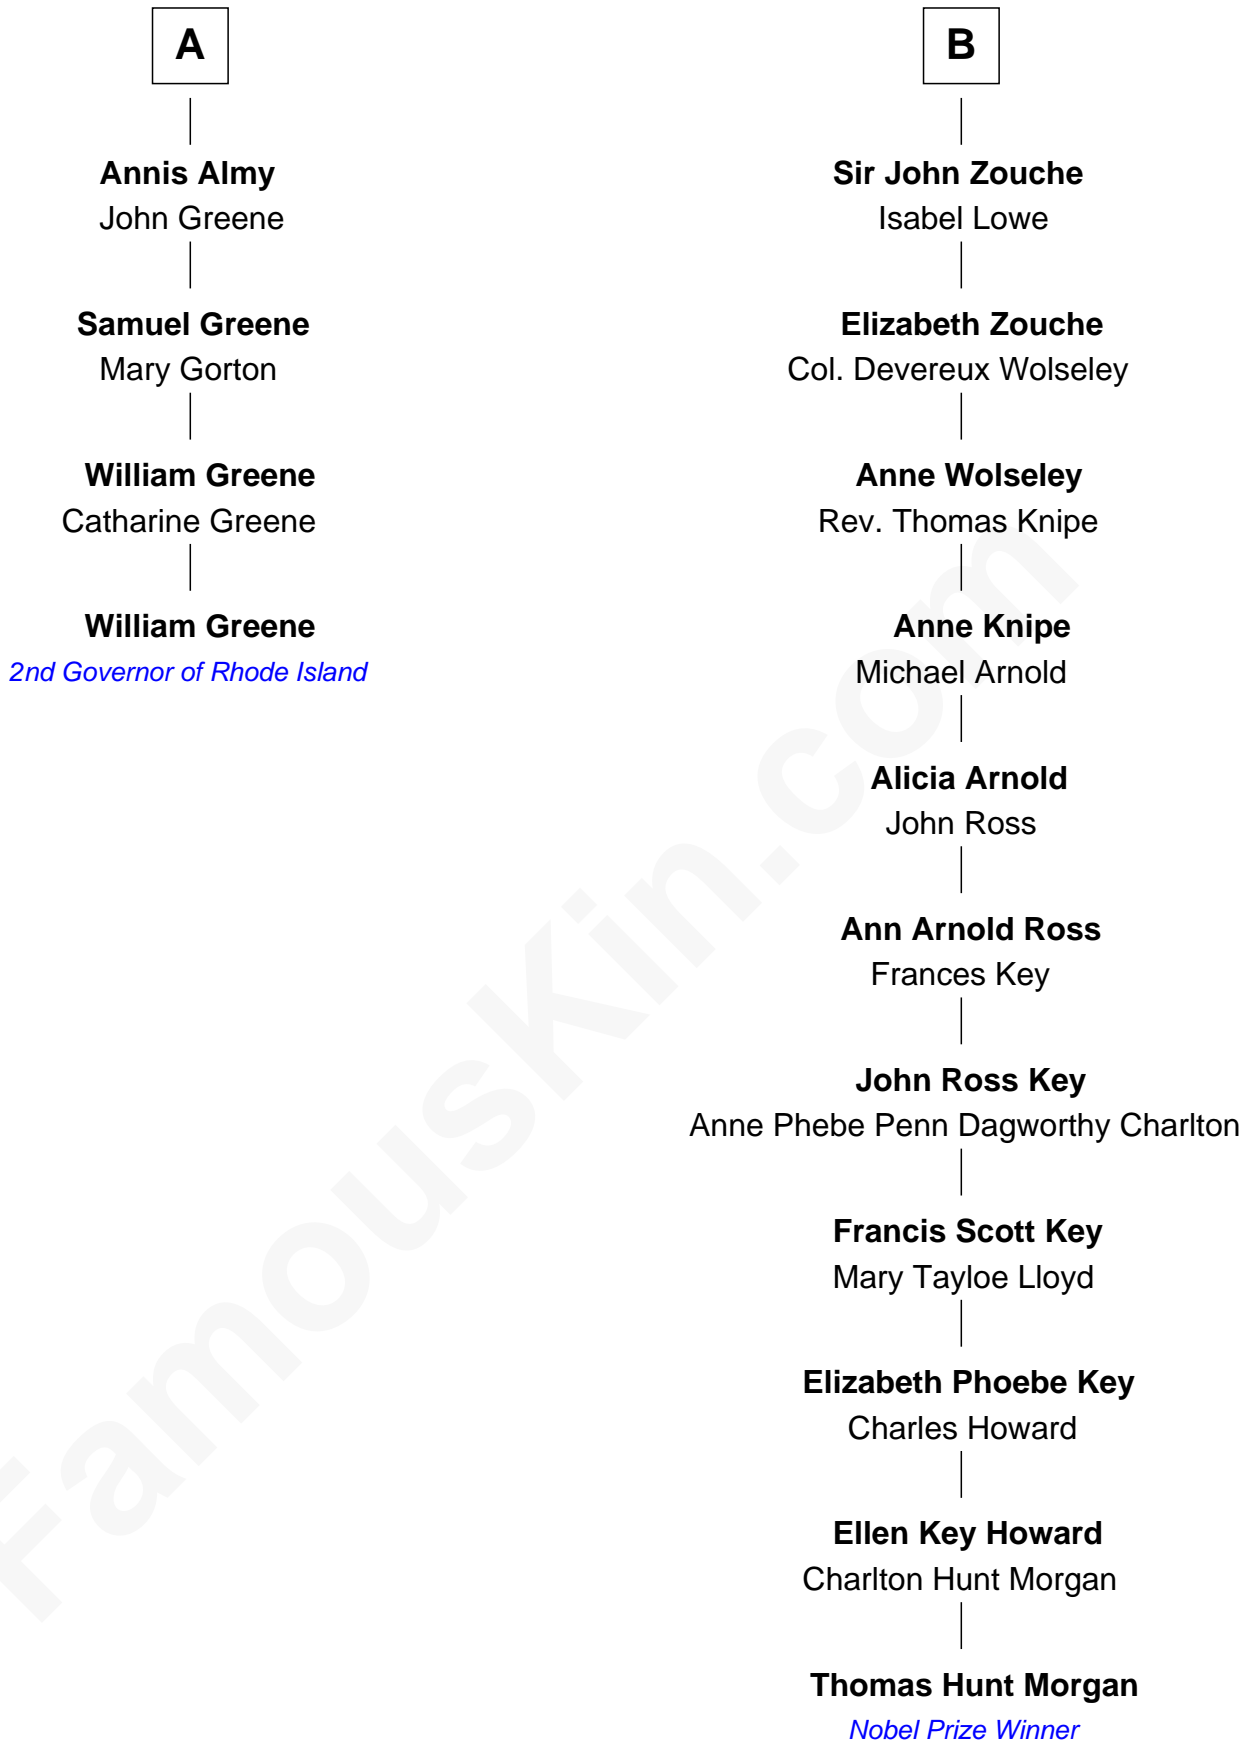 A
Annis Almy
John Greene
Samuel Greene
Mary Gorton
William Greene
Catharine Greene
William Greene
2nd Governor of Rhode Island
B
Sir John Zouche
Isabel Lowe
Elizabeth Zouche
Col. Devereux Wolseley
Anne Wolseley
Rev. Thomas Knipe
Anne Knipe
Michael Arnold
Alicia Arnold
John Ross
Ann Arnold Ross
Frances Key
John Ross Key
Anne Phebe Penn Dagworthy Charlton
Francis Scott Key
Mary Tayloe Lloyd
Elizabeth Phoebe Key
Charles Howard
Ellen Key Howard
Charlton Hunt Morgan
Thomas Hunt Morgan
Nobel Prize Winner
FamousKin.com